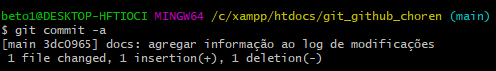 beto1@DESKTOP-HFTIOCI MINGW64 /c/xampp/htdocs/git_github_choren (main)
$ git commit -a
[main 3dc0965] docs: agregar informação ao log de modificações
1 file changed, 1 insertion(+), 1 deletion(-)